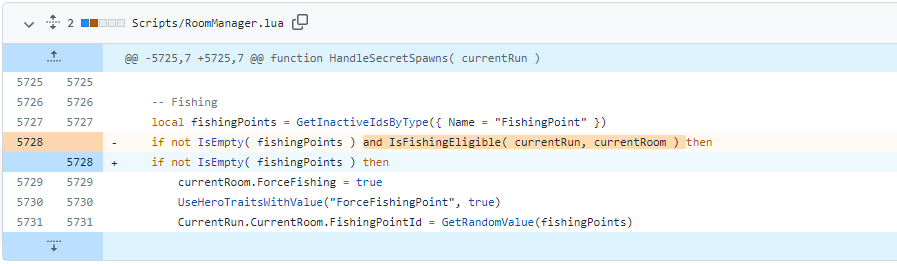 2 Scripts/RoomManager.lua
@@ -5725,7 +5725,7 @@ function HandleSecretSpawns( currentRun )
5725 5725
5726 5726 -- Fishing
5727 5727 local fishingPoints = GetInactiveIdsByType({ Name = "FishingPoint" })
5728 - if not IsEmpty( fishingPoints ) and IsFishingEligible( currentRun, currentRoom ) then
5728 + if not IsEmpty( fishingPoints ) then
5729 5729 currentRoom.ForceFishing = true
5730 5730 UseHeroTraitsWithValue("ForceFishingPoint", true)
5731 5731 CurrentRun.CurrentRoom.FishingPointId = GetRandomValue(fishingPoints)